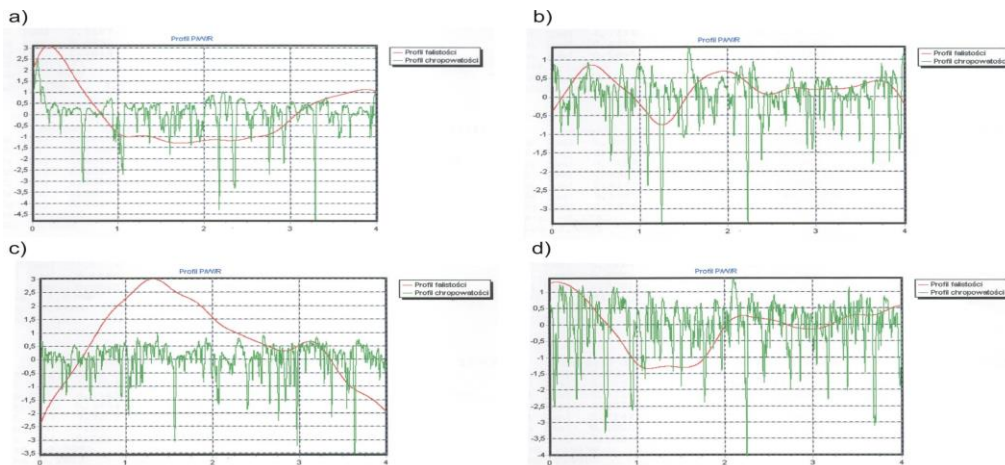 a)
Profil P/W/R
Profil falistości
Profil chropowatości
3
2,5
2
1,5
1
0,5
0
-0,5
-1
-1,5
-2
-2,5
-3
-3,5
-4
-4,5
0 1 2 3 4
b)
Profil P/W/R
Profil falistości
Profil chropowatości
1
0,5
0
-0,5
-1
-1,5
-2
-2,5
-3
0 1 2 3 4
c)
Profil P/W/R
Profil falistości
Profil chropowatości
3
2,5
2
1,5
1
0,5
0
-0,5
-1
-1,5
-2
-2,5
-3
-3,5
0 1 2 3 4
d)
Profil P/W/R
Profil falistości
Profil chropowatości
1
0,5
0
-0,5
-1
-1,5
-2
-2,5
-3
-3,5
-4
0 1 2 3 4